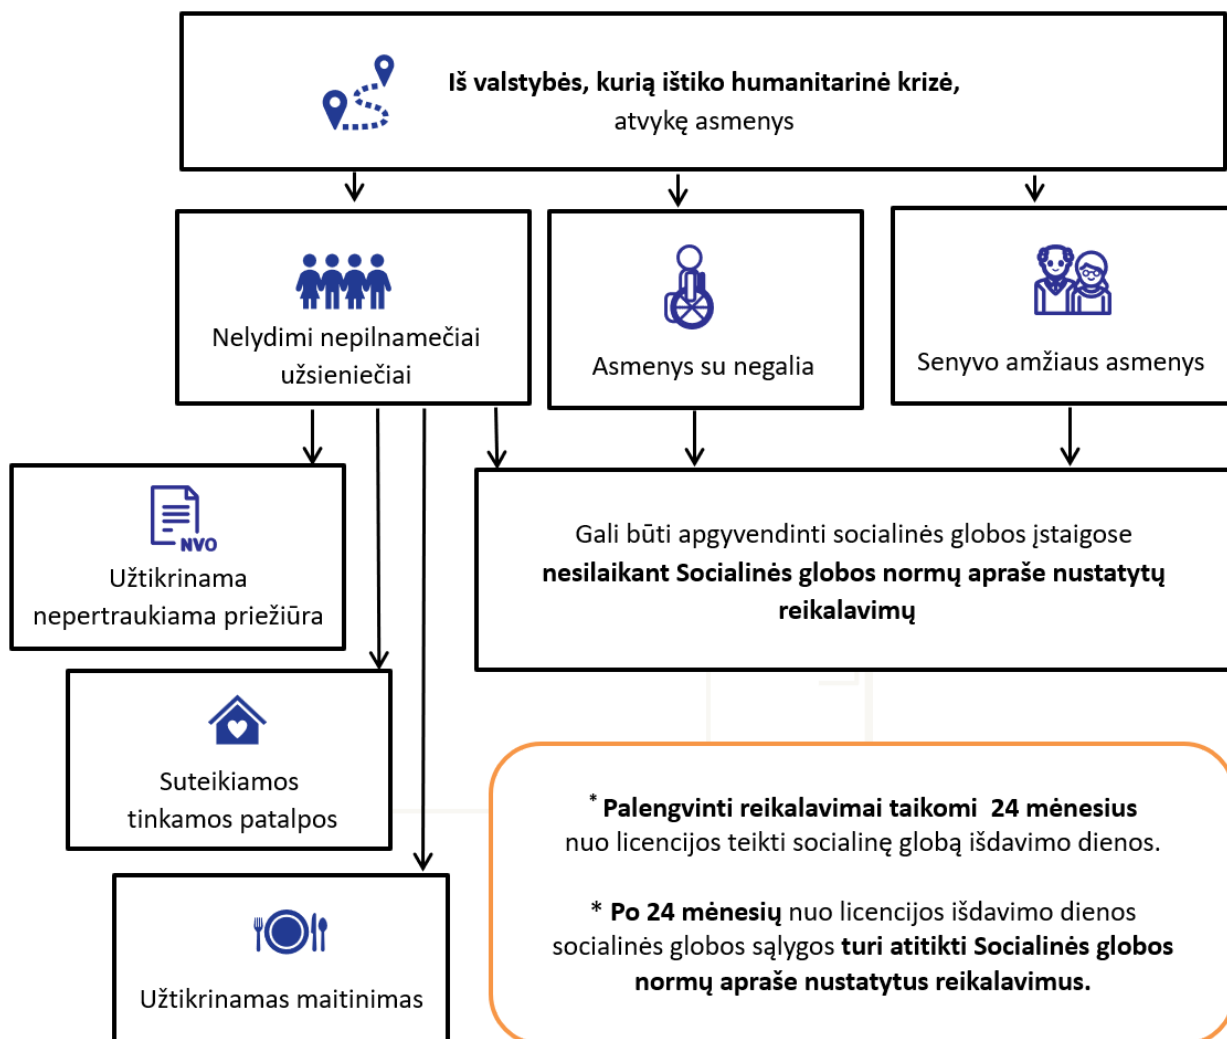 Iš valstybės, kurią ištiko humanitarinė krizė,
atvykę asmenys
Nelydimi nepilnamečiai
užsieniečiai
Asmenys su negalia
Senyvo amžiaus asmenys
NVO
Užtikrinama
nepertraukiama priežiūra
Gali būti apgyvendinti socialinės globos įstaigose
nesilaikant Socialinės globos normų apraše nustatytų
reikalavimų
Suteikiamos
tinkamos patalpos
Užtikrinamas maitinimas
* Palengvinti reikalavimai taikomi 24 mėnesius
nuo licencijos teikti socialinę globą išdavimo dienos.
* Po 24 mėnesių nuo licencijos išdavimo dienos
socialinės globos sąlygos turi atitikti Socialinės globos
normų apraše nustatytus reikalavimus.